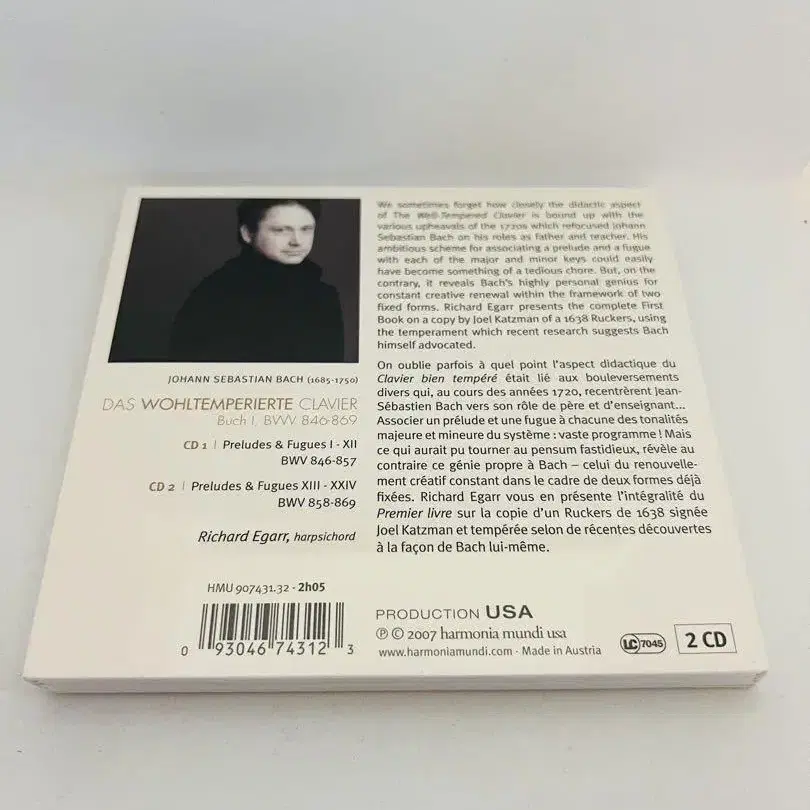 JOHANN SEBASTIAN BACH (1685-1750)
DAS WOHLTEMPERIERTE CLAVIER
Buch I, BWV 846-869
CD 1 | Preludes & Fugues I - XII
BWV 846-857
CD 2 | Preludes & Fugues XIII - XXIV
BWV 858-869
Richard Egarr, harpsichord
HMU 907431.32 - 2h05
0 93046 74312 3
We sometimes forget how closely the didactic aspect
of The Well-Tempered Clavier is bound up with the
various upheavals of the 1720s which refocused Johann
Sebastian Bach on his roles as father and teacher. His
ambitious scheme for associating a prelude and a fugue
with each of the major and minor keys could easily
have become something of a tedious chore. But, on the
contrary, it reveals Bach's highly personal genius for
constant creative renewal within the framework of two
fixed forms. Richard Egarr presents the complete First
Book on a copy by Joel Katzman of a 1638 Ruckers, using
the temperament which recent research suggests Bach
himself advocated.
On oublie parfois à quel point l'aspect didactique du
Clavier bien tempéré était lié aux bouleversements
divers qui, au cours des années 1720, recentrèrent Jean-
Sébastien Bach vers son rôle de père et d'enseignant...
Associer un prélude et une fugue à chacune des tonalités
majeure et mineure du système : vaste programme ! Mais
ce qui aurait pu tourner au pensum fastidieux, révèle au
contraire ce génie propre à Bach – celui du renouvelle-
ment créatif constant dans le cadre de deux formes déjà
fixées. Richard Egarr vous en présente l'intégralité du
Premier livre sur la copie d'un Ruckers de 1638 signée
Joel Katzman et tempérée selon de récentes découvertes
à la façon de Bach lui-même.
PRODUCTION USA
℗ © 2007 harmonia mundi usa
www.harmoniamundi.com · Made in Austria
LC 7045
2 CD